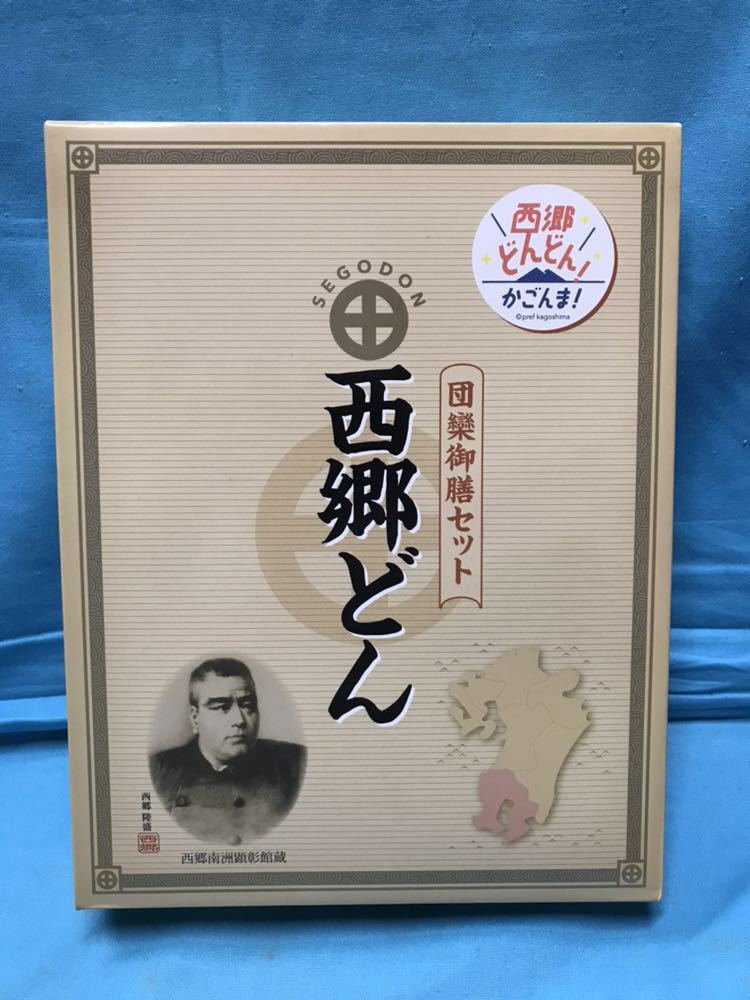 西郷
どんどん!
かごんま!
©pref kagoshima
SEGODON
西郷どん
団欒御膳セット
西郷隆盛
西郷
西郷南洲顕彰館蔵